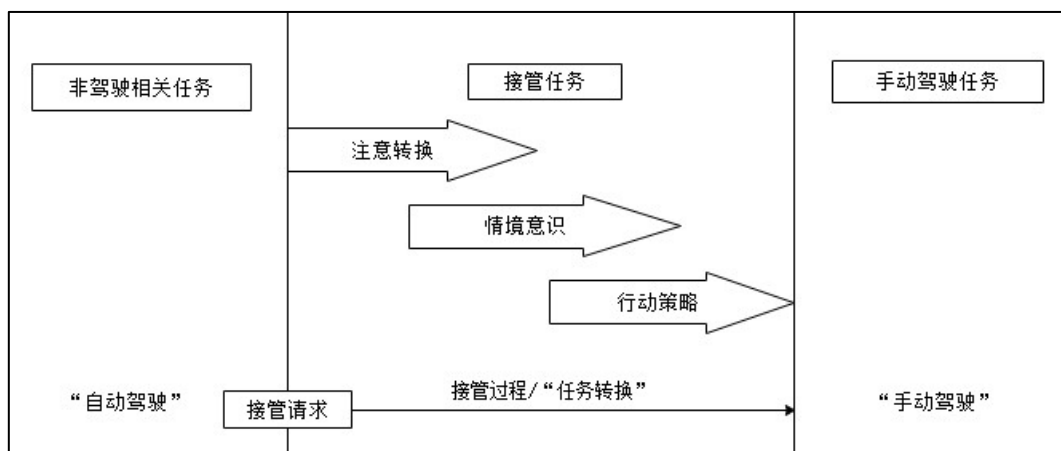 非驾驶相关任务
接管任务
手动驾驶任务
注意转换
情境意识
行动策略
“自动驾驶”
接管请求
接管过程/“任务转换”
“手动驾驶”